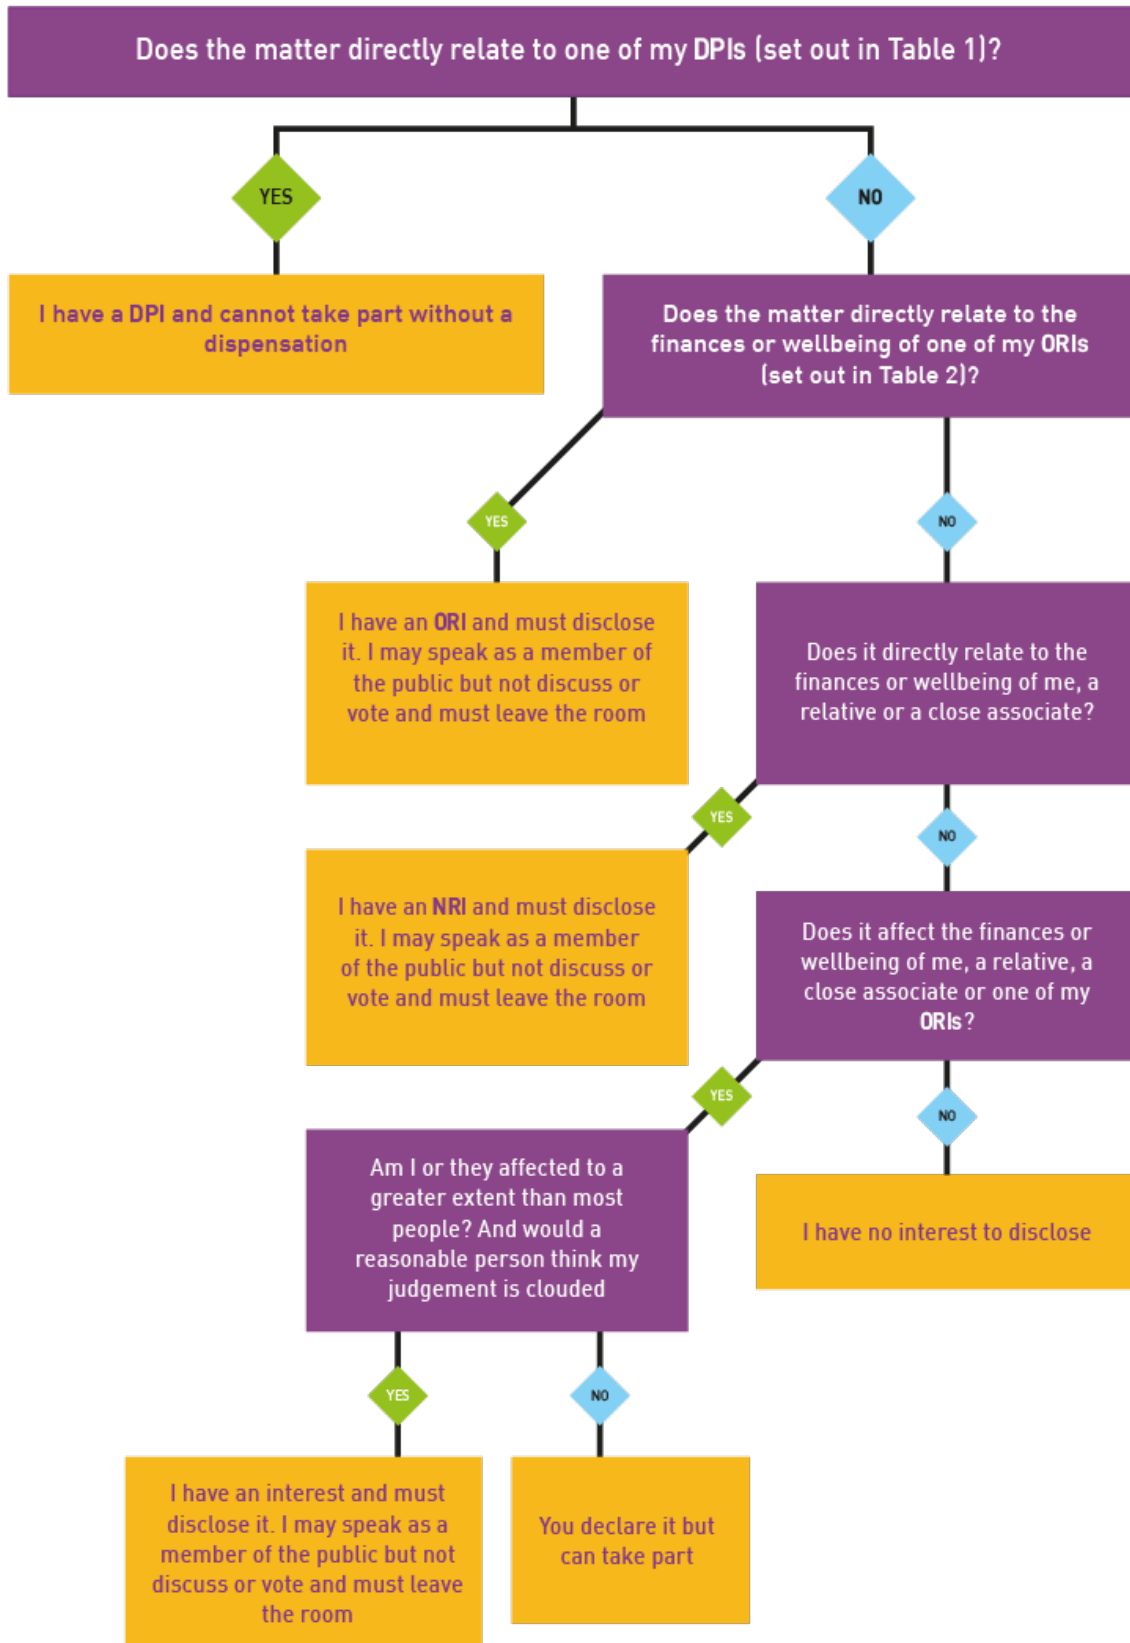 Does the matter directly relate to one of my DPIs (set out in Table 1)?
YES
NO
I have a DPI and cannot take part without a
dispensation
Does the matter directly relate to the
finances or wellbeing of one of my ORIs
(set out in Table 2)?
YES
NO
I have an ORI and must disclose
it. I may speak as a member of
the public but not discuss or
vote and must leave the room
Does it directly relate to the
finances or wellbeing of me, a
relative or a close associate?
YES
NO
I have an NRI and must disclose
it. I may speak as a member
of the public but not discuss or
vote and must leave the room
Does it affect the finances or
wellbeing of me, a relative, a
close associate or one of my
ORIs?
YES
NO
Am I or they affected to a
greater extent than most
people? And would a
reasonable person think my
judgement is clouded
I have no interest to disclose
YES
NO
I have an interest and must
disclose it. I may speak as a
member of the public but not
discuss or vote and must leave
the room
You declare it but
can take part